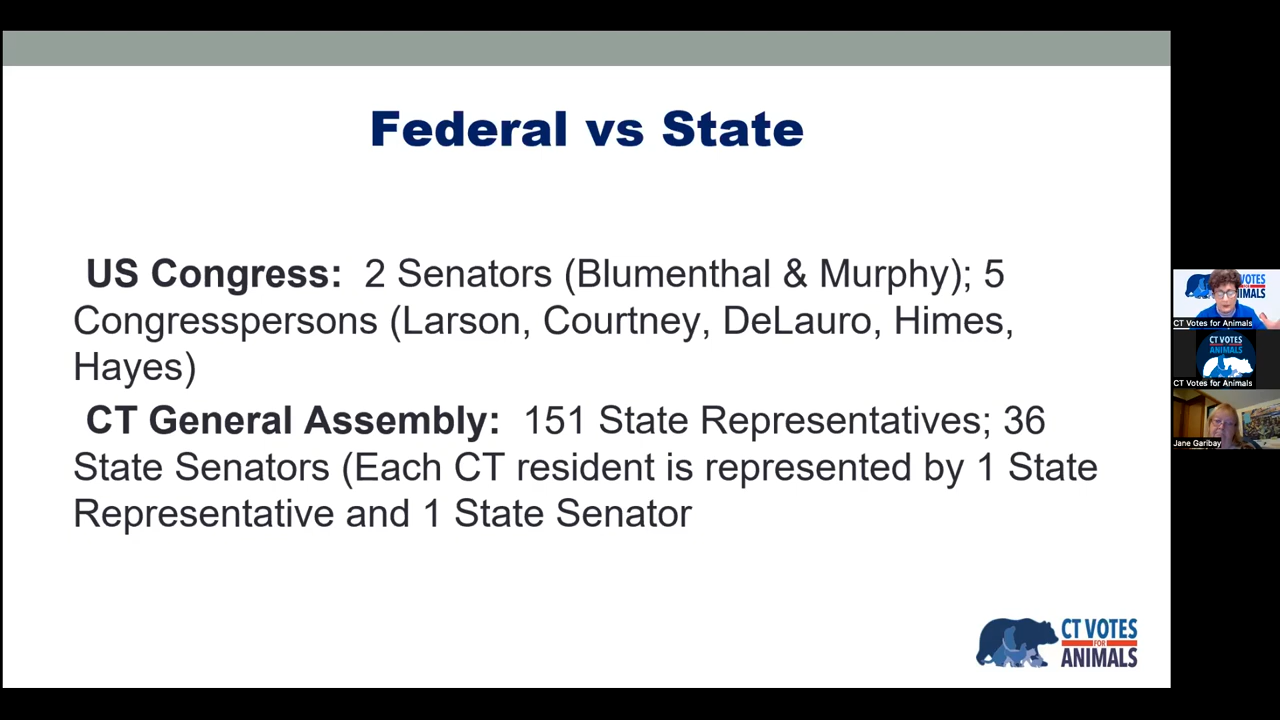 Federal vs State
US Congress: 2 Senators (Blumenthal & Murphy); 5
Congresspersons (Larson, Courtney, DeLauro, Himes,
Hayes)
CT General Assembly: 151 State Representatives; 36
State Senators (Each CT resident is represented by 1 State
Representative and 1 State Senator
CT VOTES
FOR
ANIMALS
VOTES
IMALS
CT Votes for Animals
CT VOTES
ANIMALS
CT Votes for Animals
Jane Garibay